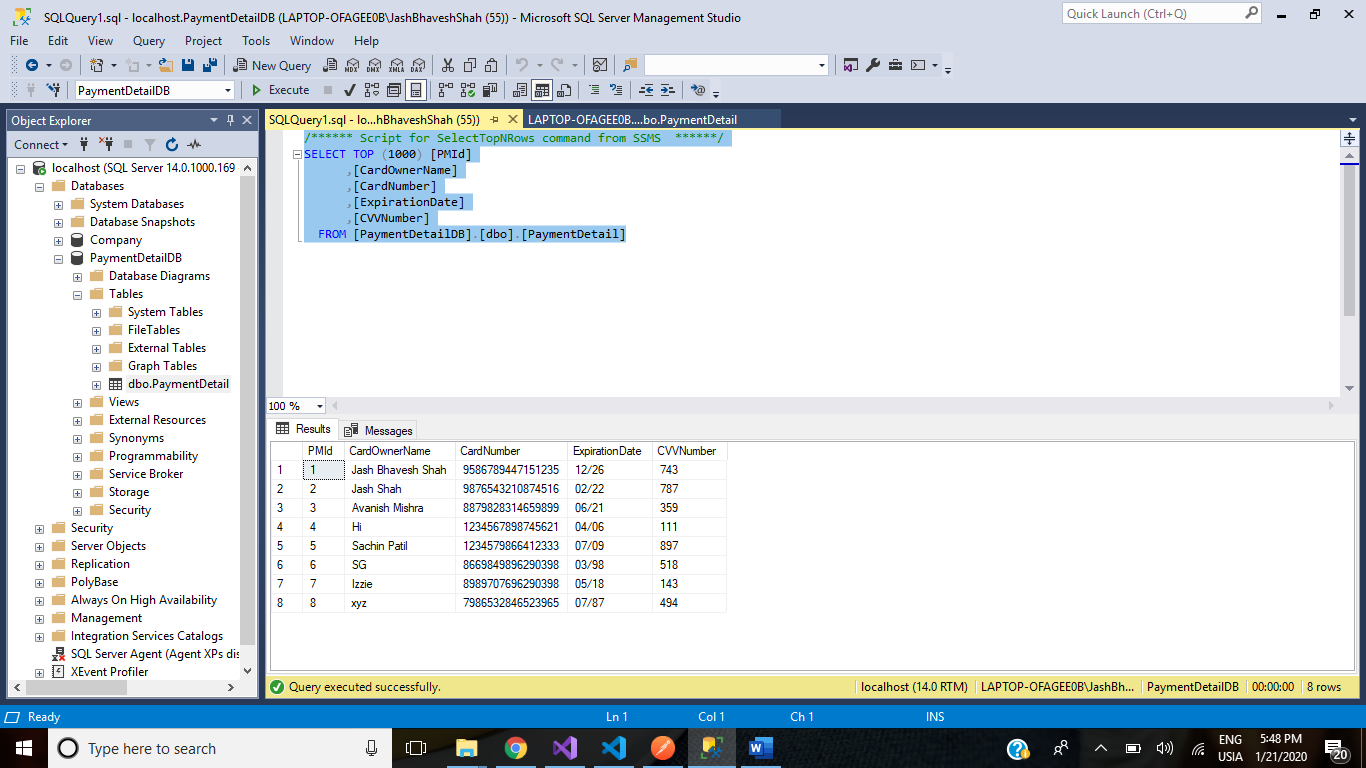 SQLQuery1.sql - localhost.PaymentDetailDB (LAPTOP-OFAGEE0B\JashBhaveshShah (55)) - Microsoft SQL Server Management Studio
Quick Launch (Ctrl+Q)
File Edit View Query Project Tools Window Help
New Query MDX DMX XMLA DAX
PaymentDetailDB Execute
Object Explorer
Connect
localhost (SQL Server 14.0.1000.169
Databases
System Databases
Database Snapshots
Company
PaymentDetailDB
Database Diagrams
Tables
System Tables
FileTables
External Tables
Graph Tables
dbo.PaymentDetail
Views
External Resources
Synonyms
Programmability
Service Broker
Storage
Security
Security
Server Objects
Replication
PolyBase
Always On High Availability
Management
Integration Services Catalogs
SQL Server Agent (Agent XPs dis
XEvent Profiler
SQLQuery1.sql - lo...hBhaveshShah (55)) LAPTOP-OFAGEE0B....bo.PaymentDetail
/****** Script for SelectTopNRows command from SSMS ******/
SELECT TOP (1000) [PMId]
,[CardOwnerName]
,[CardNumber]
,[ExpirationDate]
,[CVVNumber]
FROM [PaymentDetailDB].[dbo].[PaymentDetail]
100 %
Results Messages
PMId CardOwnerName CardNumber ExpirationDate CVVNumber
1 1 Jash Bhavesh Shah 9586789447151235 12/26 743
2 2 Jash Shah 9876543210874516 02/22 787
3 3 Avanish Mishra 8879828314659899 06/21 359
4 4 Hi 1234567898745621 04/06 111
5 5 Sachin Patil 1234579866412333 07/09 897
6 6 SG 8669849896290398 03/98 518
7 7 Izzie 8989707696290398 05/18 143
8 8 xyz 7986532846523965 07/87 494
Query executed successfully. localhost (14.0 RTM) LAPTOP-OFAGEE0B\JashBh... PaymentDetailDB 00:00:00 8 rows
Ready Ln 1 Col 1 Ch 1 INS
Type here to search
ENG 5:48 PM
USIA 1/21/2020
20